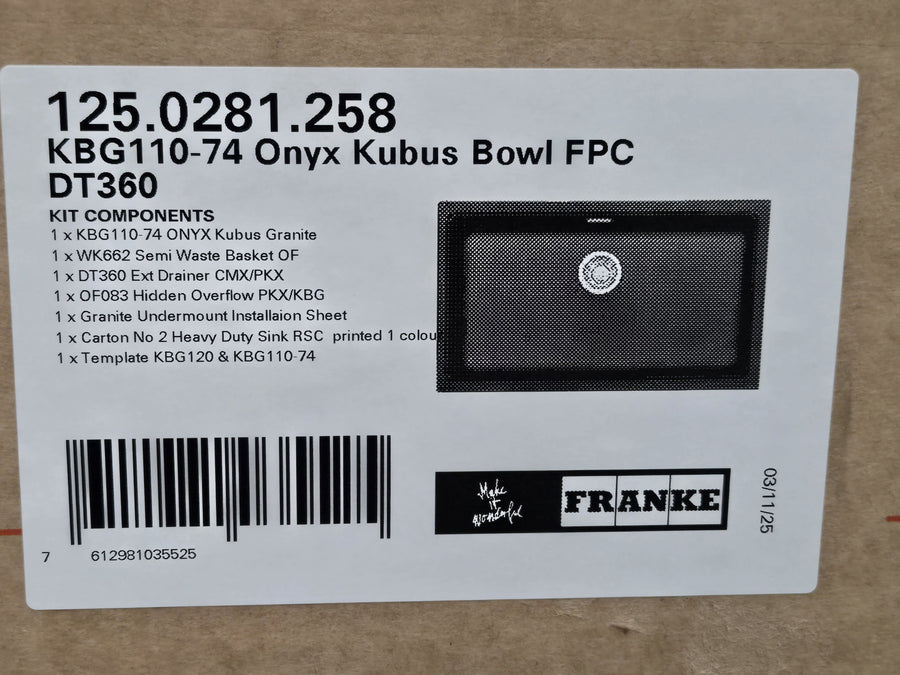 125.0281.258
KBG110-74 Onyx Kubus Bowl FPC
DT360
KIT COMPONENTS
1 x KBG110-74 ONYX Kubus Granite
1 x WK662 Semi Waste Basket OF
1 x DT360 Ext Drainer CMX/PKX
1 x OF083 Hidden Overflow PKX/KBG
1 x Granite Undermount Installaion Sheet
1 x Carton No 2 Heavy Duty Sink RSC printed 1 colou
1 x Template KBG120 & KBG110-74
7 612981035525
Make
it
Wonderful
FRANKE
03/11/25